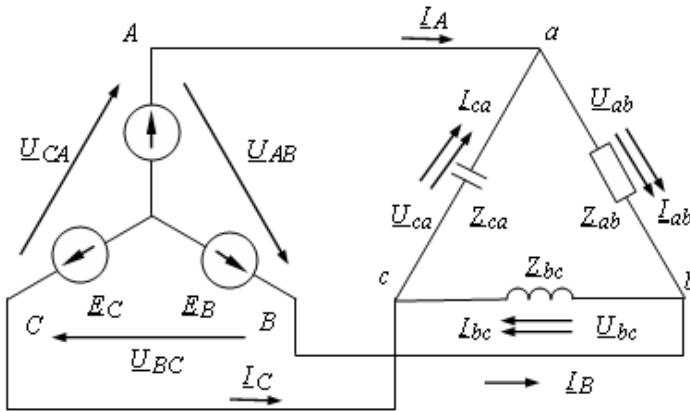 A
I_A
a
I_ca
U_ab
U_CA
U_AB
U_ca
Z_ca
Z_ab
I_ab
c
Z_bc
b
C
E_C
E_B
B
I_bc
U_bc
U_BC
I_C
I_B